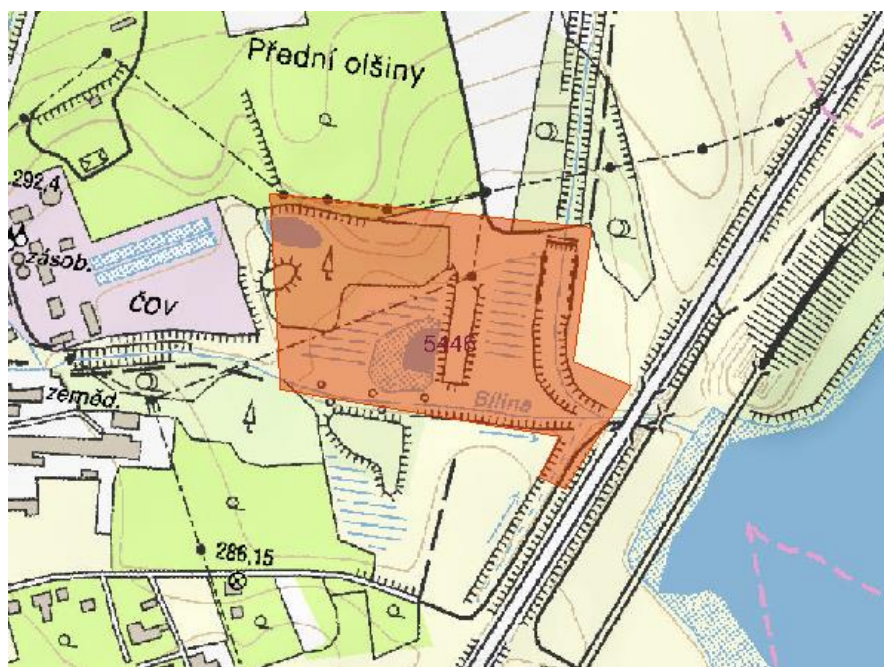 Přední olšiny
292,4
zásob.
ČOV
5446
zeměd.
Bílina
286,15